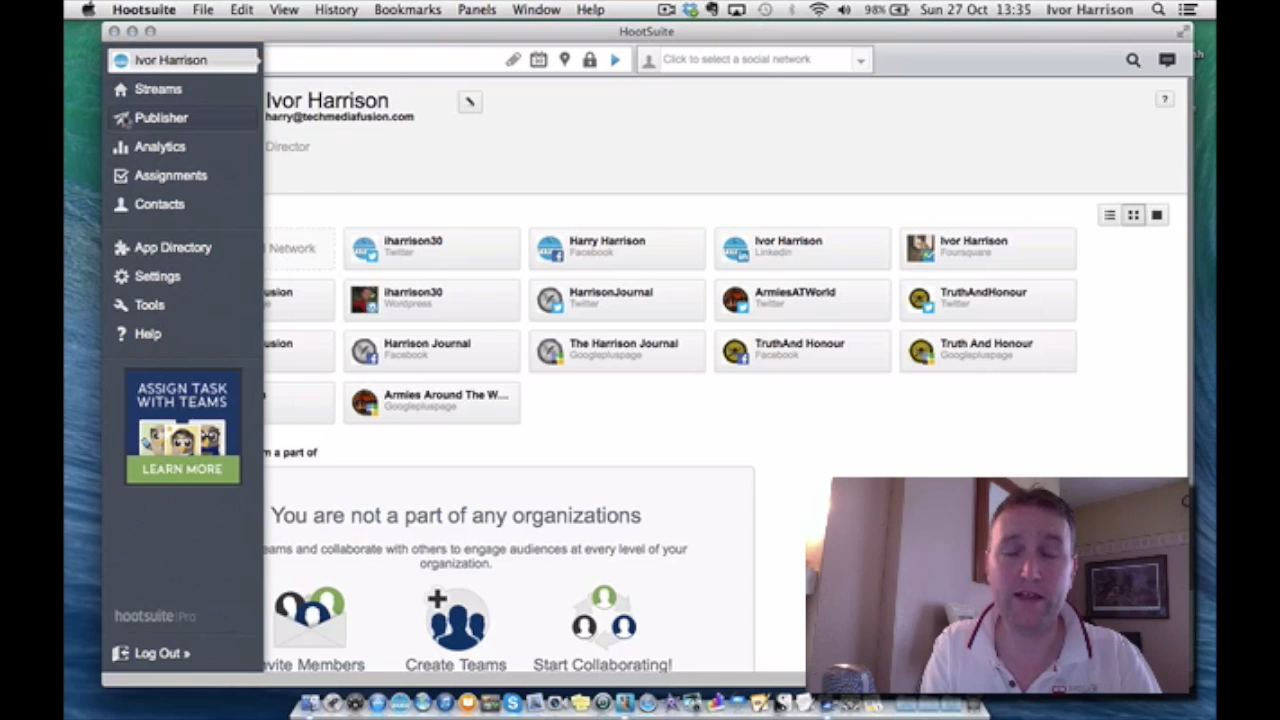 Hootsuite File Edit View History Bookmarks Panels Window Help 98% Sun 27 Oct 13:35 Ivor Harrison
HootSuite
Ivor Harrison
Click to select a social network
Streams
Publisher
Analytics
Assignments
Contacts
App Directory
Settings
Tools
Help
ASSIGN TASK
WITH TEAMS
LEARN MORE
hootsuite Pro
Log Out »
Ivor Harrison
harry@techmediafusion.com
Director
?
Network
iharrison30
Twitter
Harry Harrison
Facebook
Ivor Harrison
Linkedin
Ivor Harrison
Foursquare
usion
iharrison30
Wordpress
HarrisonJournal
Twitter
ArmiesATWorld
Twitter
TruthAndHonour
Twitter
usion
Harrison Journal
Facebook
The Harrison Journal
Googlepluspage
TruthAnd Honour
Facebook
Truth And Honour
Googlepluspage
Armies Around The W...
Googlepluspage
a part of
You are not a part of any organizations
eams and collaborate with others to engage audiences at every level of your
organization.
vite Members
Create Teams
Start Collaborating!